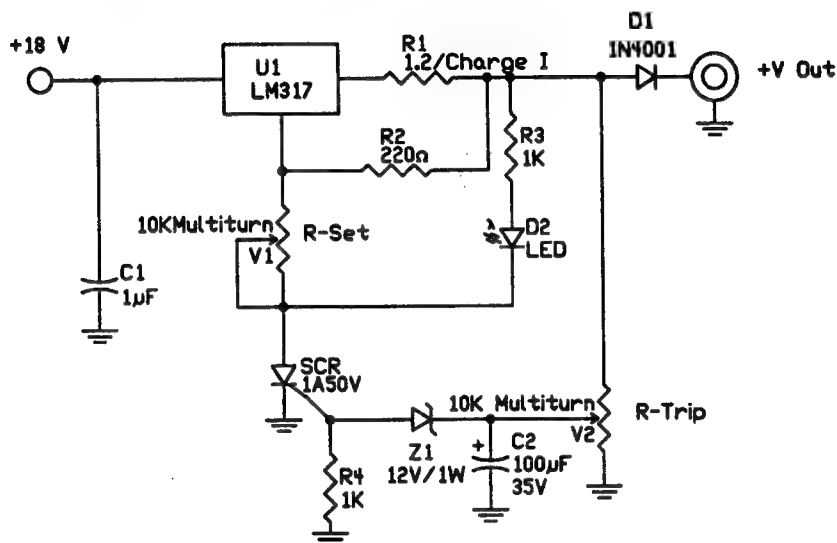 D1
1N4001
+18 V
U1
LM317
R1
1.2/Charge I
+V Out
R2
220Ω
R3
1K
10KMultiturn
V1
R-Set
D2
LED
C1
1µF
SCR
1A50V
10K Multiturn
V2
R-Trip
Z1
12V/1W
+
C2
100µF
35V
R4
1K